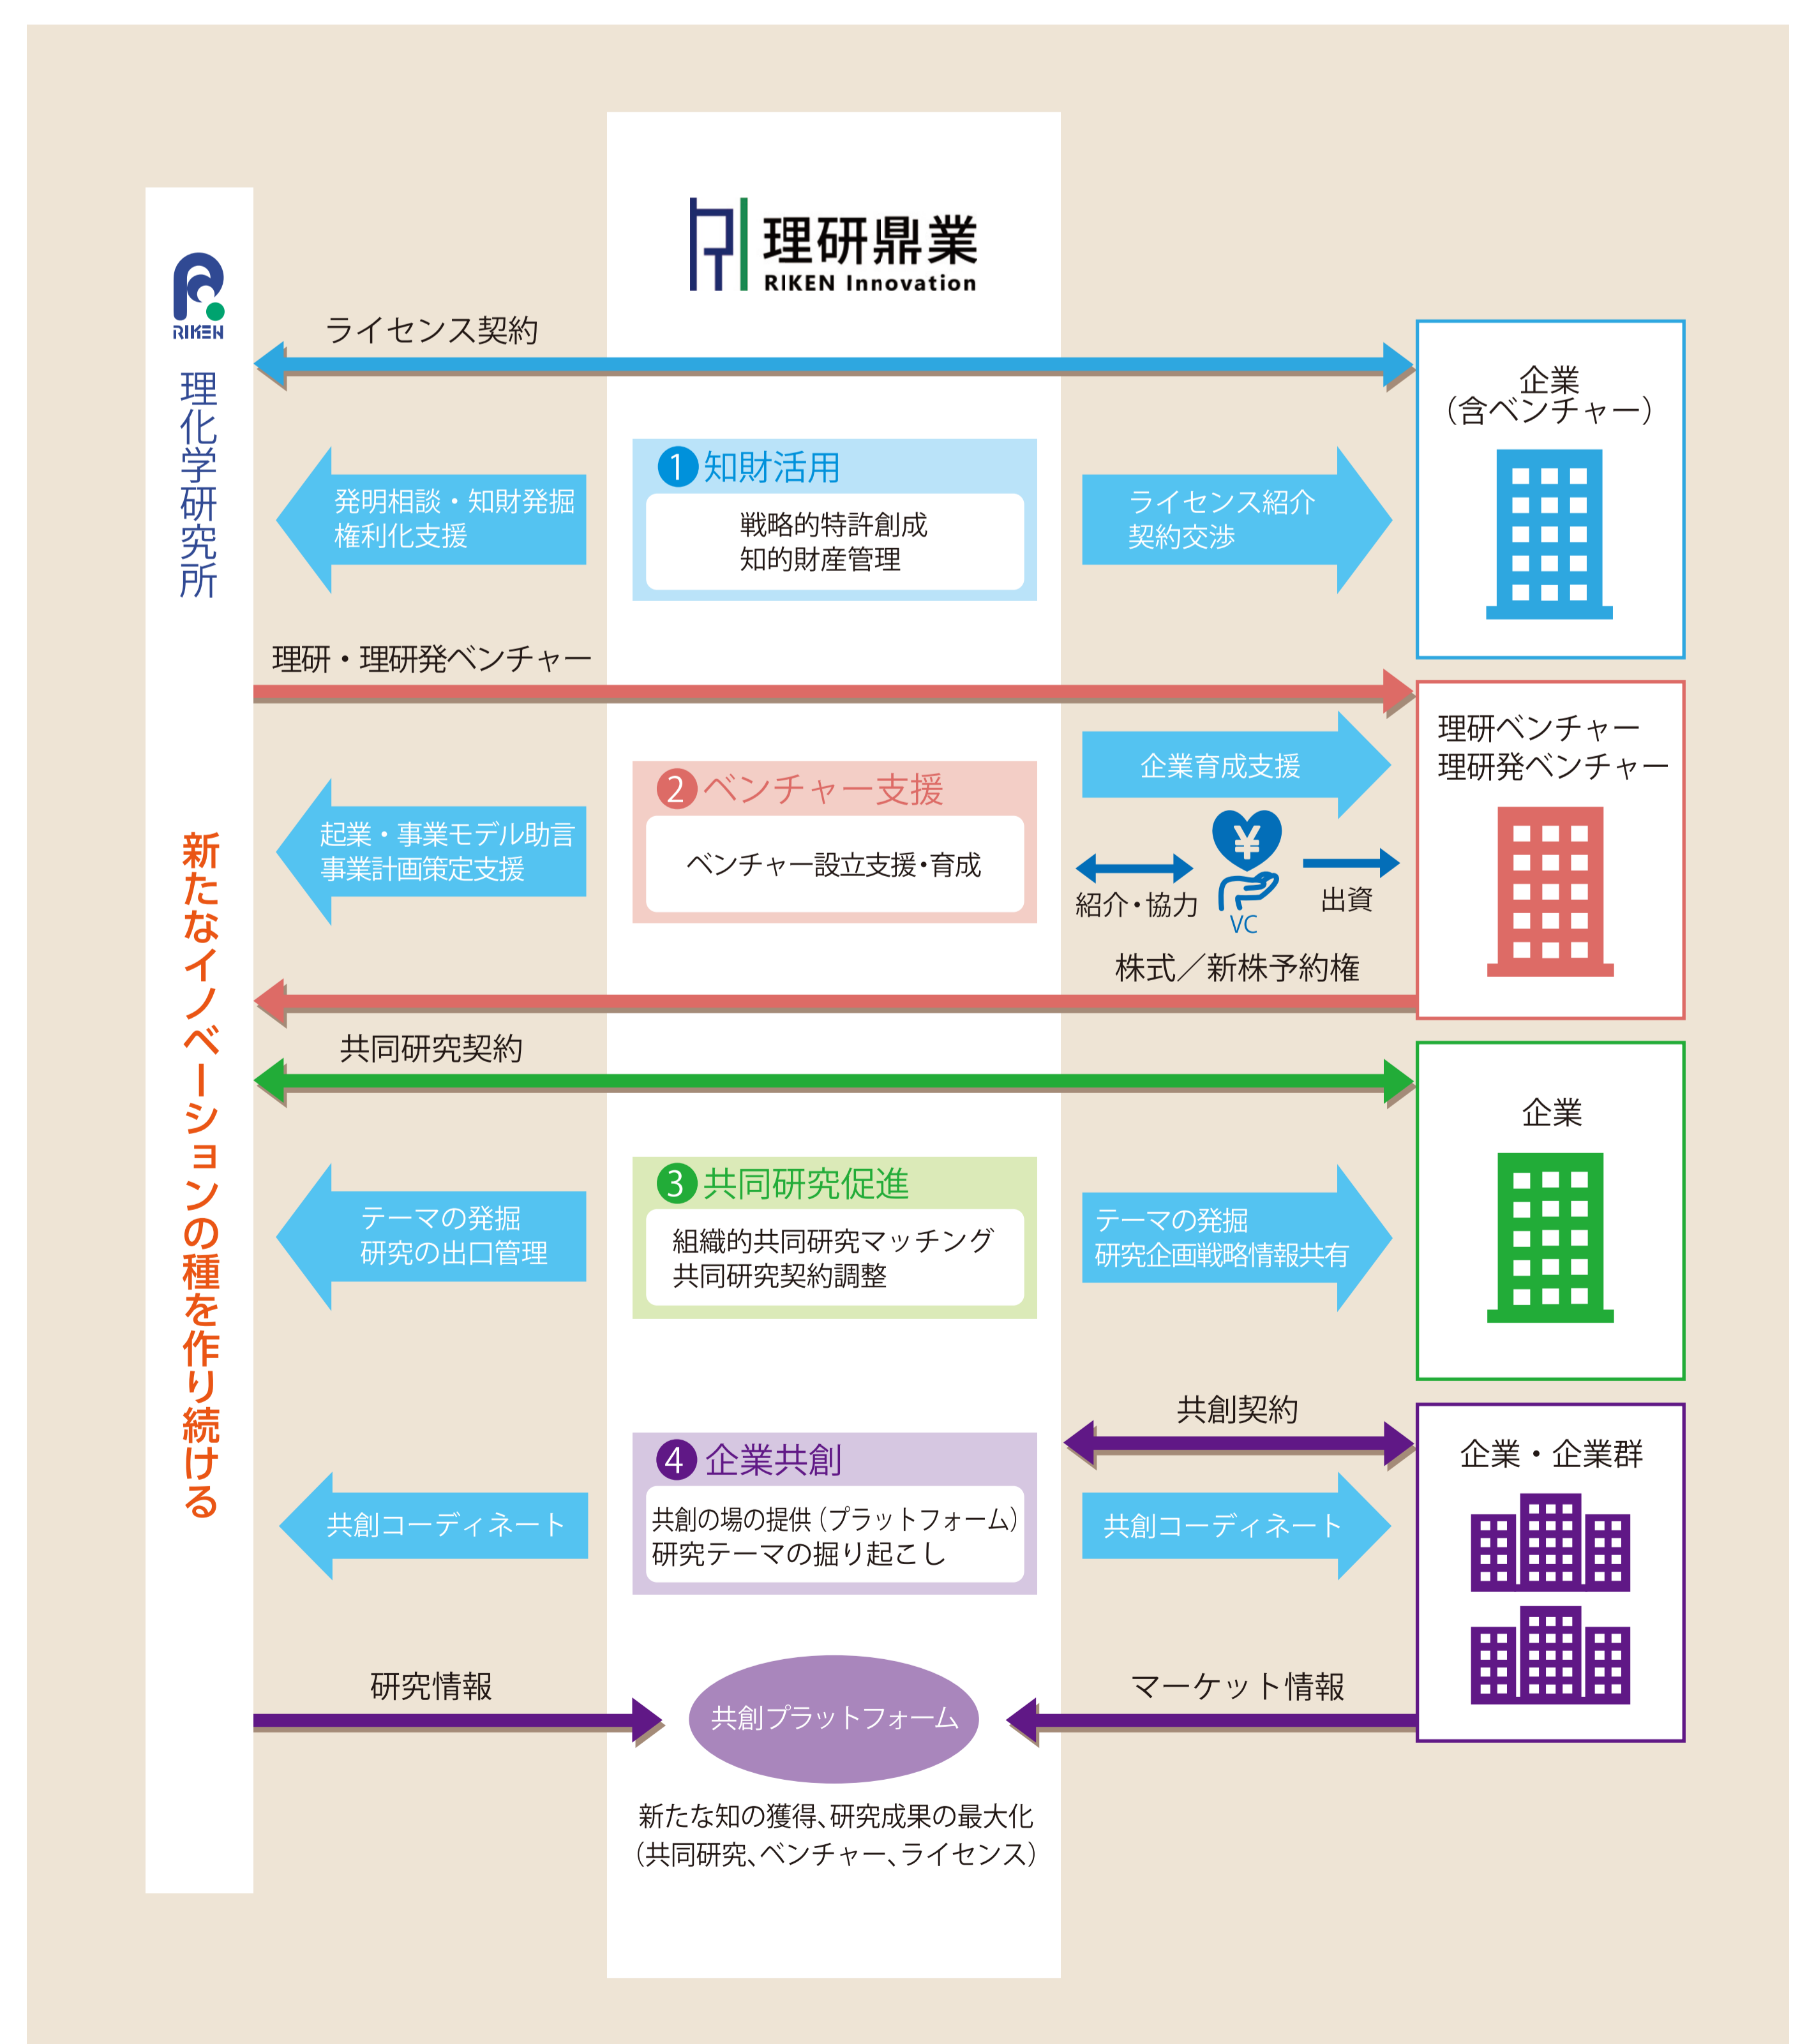 理研鼎業
RIKEN Innovation
RIKEN
理化学研究所
新たなイノベーションの種を作り続ける
ライセンス契約
企業
（含ベンチャー）
発明相談・知財発掘
権利化支援
1 知財活用
戦略的特許創成
知的財産管理
ライセンス紹介
契約交渉
理研・理研発ベンチャー
理研ベンチャー
理研発ベンチャー
起業・事業モデル助言
事業計画策定支援
2 ベンチャー支援
ベンチャー設立支援・育成
企業育成支援
¥
紹介・協力
VC
出資
株式／新株予約権
共同研究契約
企業
テーマの発掘
研究の出口管理
3 共同研究促進
組織的共同研究マッチング
共同研究契約調整
テーマの発掘
研究企画戦略情報共有
共創契約
企業・企業群
共創コーディネート
4 企業共創
共創の場の提供（プラットフォーム）
研究テーマの掘り起こし
共創コーディネート
研究情報
共創プラットフォーム
マーケット情報
新たな知の獲得、研究成果の最大化
（共同研究、ベンチャー、ライセンス）